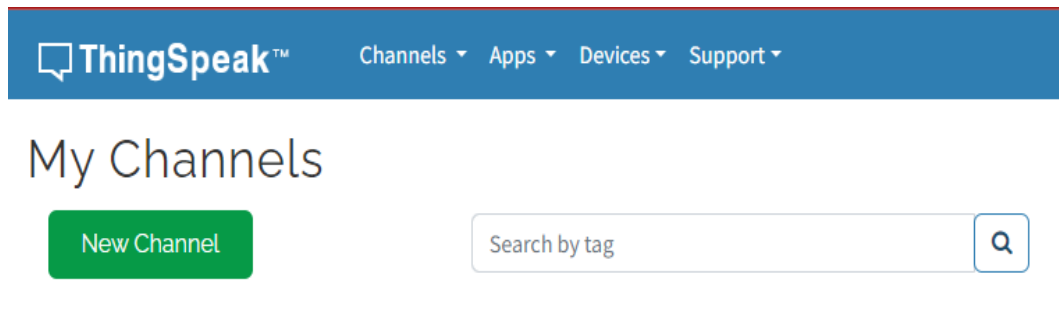 ThingSpeak™ Channels Apps Devices Support
My Channels
New Channel Search by tag